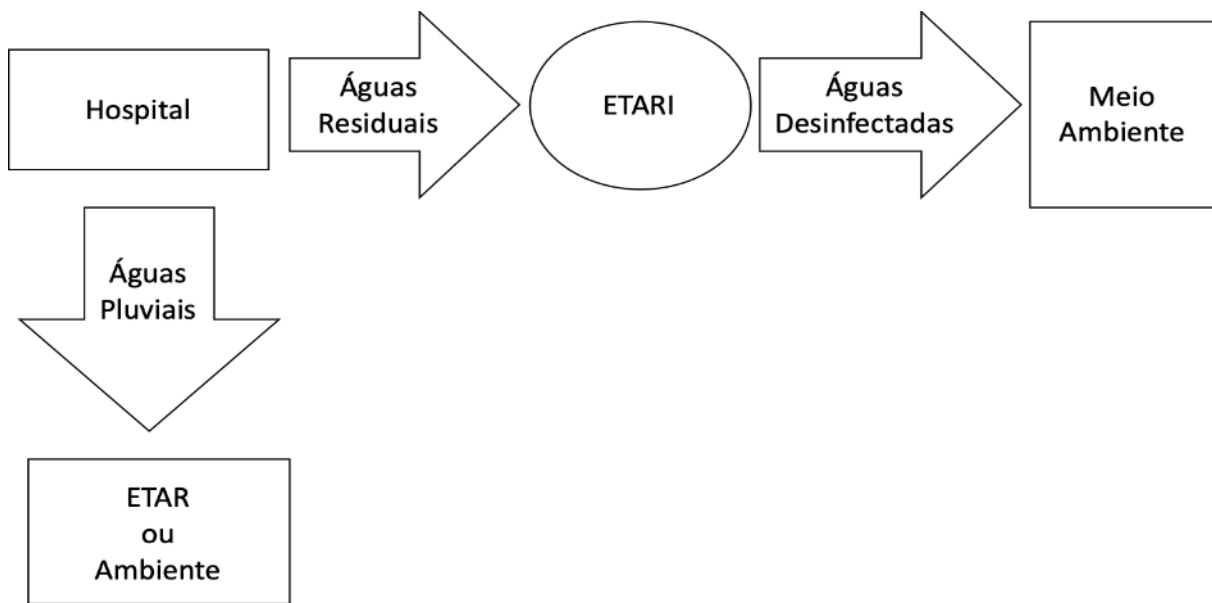 Hospital
Águas
Residuais
ETARI
Águas
Desinfectadas
Meio
Ambiente
Águas
Pluviais
ETAR
ou
Ambiente